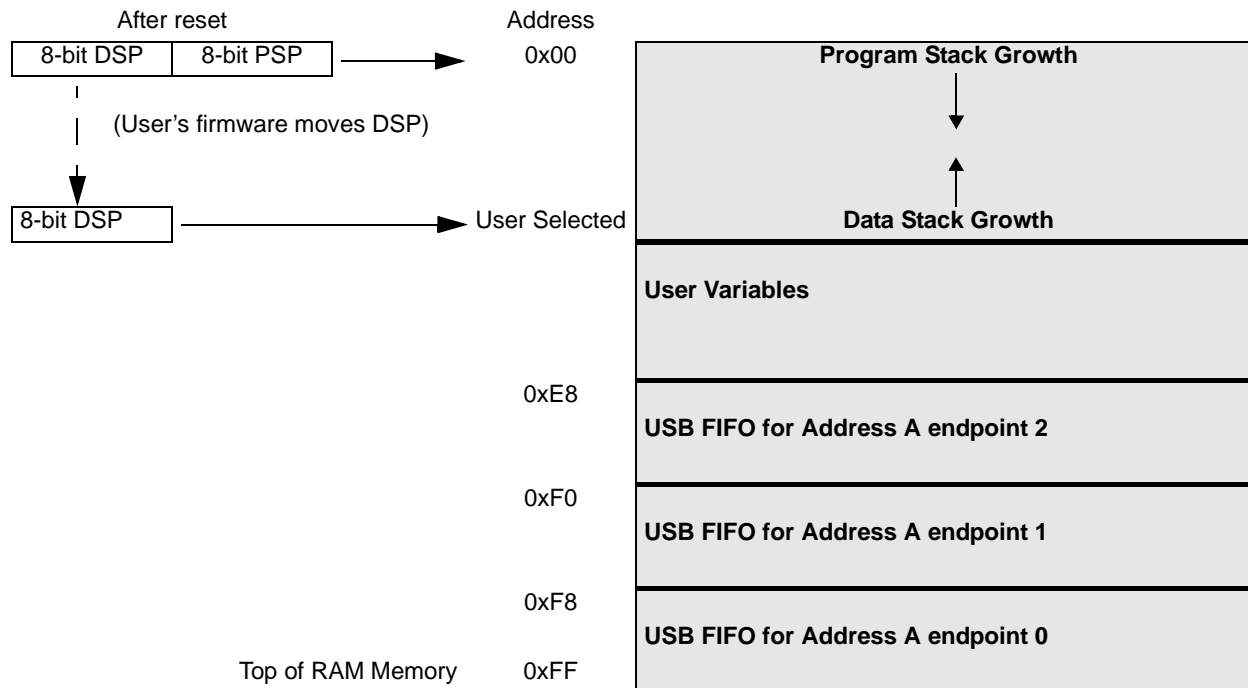 After reset Address
8-bit DSP 8-bit PSP 0x00 Program Stack Growth
(User's firmware moves DSP)
8-bit DSP User Selected Data Stack Growth
User Variables
0xE8
USB FIFO for Address A endpoint 2
0xF0
USB FIFO for Address A endpoint 1
0xF8
USB FIFO for Address A endpoint 0
Top of RAM Memory 0xFF